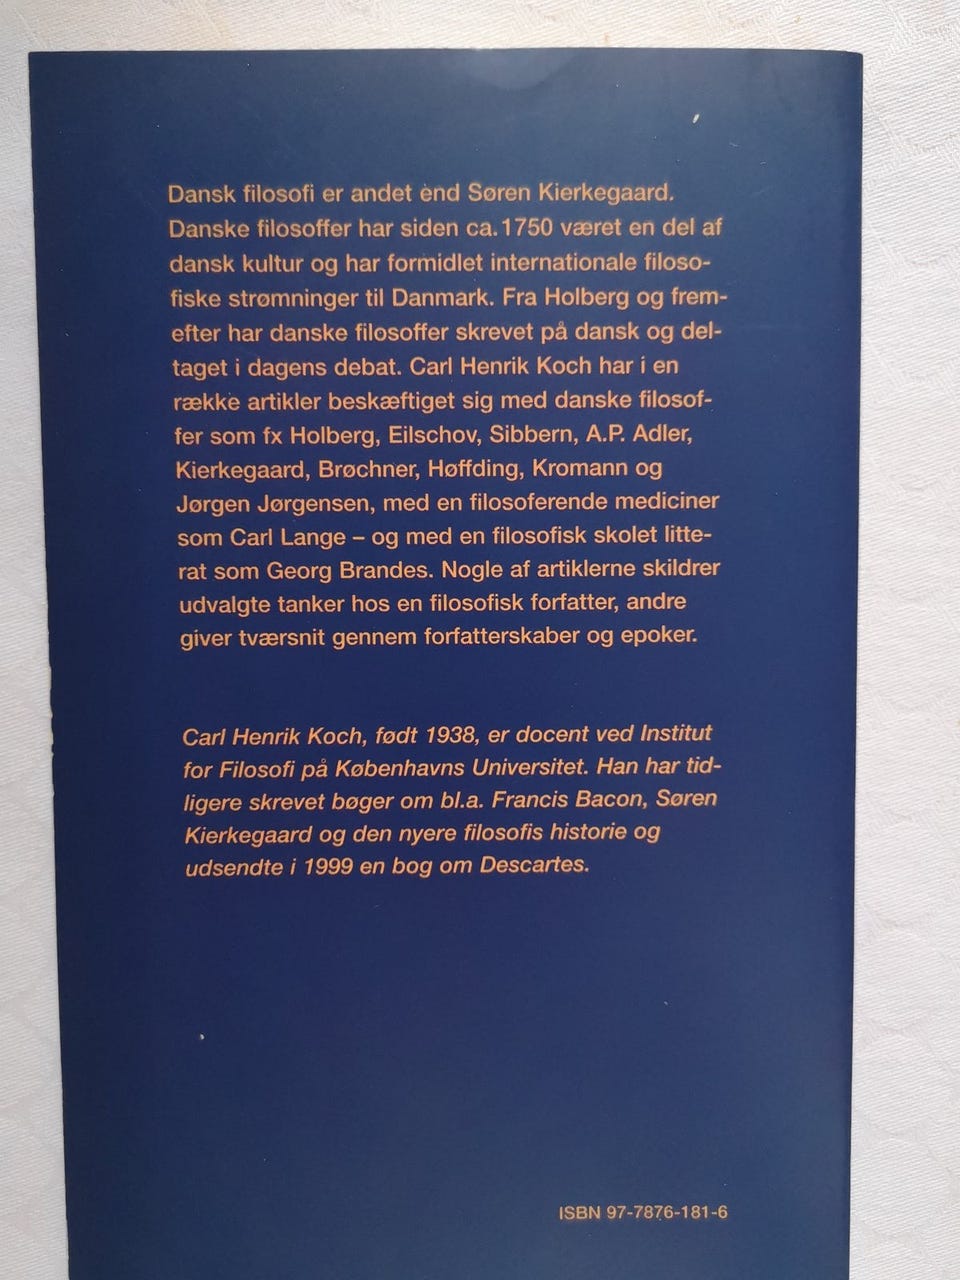 Dansk filosofi er andet end Søren Kierkegaard.
Danske filosoffer har siden ca. 1750 været en del af
dansk kultur og har formidlet internationale filoso-
fiske strømninger til Danmark. Fra Holberg og frem-
efter har danske filosoffer skrevet på dansk og del-
taget i dagens debat. Carl Henrik Koch har i en
række artikler beskæftiget sig med danske filosof-
fer som fx Holberg, Eilschov, Sibbern, A.P. Adler,
Kierkegaard, Brøchner, Høffding, Kromann og
Jørgen Jørgensen, med en filosoferende mediciner
som Carl Lange – og med en filosofisk skolet litte-
rat som Georg Brandes. Nogle af artiklerne skildrer
udvalgte tanker hos en filosofisk forfatter, andre
giver tværsnit gennem forfatterskaber og epoker.
Carl Henrik Koch, født 1938, er docent ved Institut
for Filosofi på Københavns Universitet. Han har tid-
ligere skrevet bøger om bl.a. Francis Bacon, Søren
Kierkegaard og den nyere filosofis historie og
udsendte i 1999 en bog om Descartes.
ISBN 97-7876-181-6